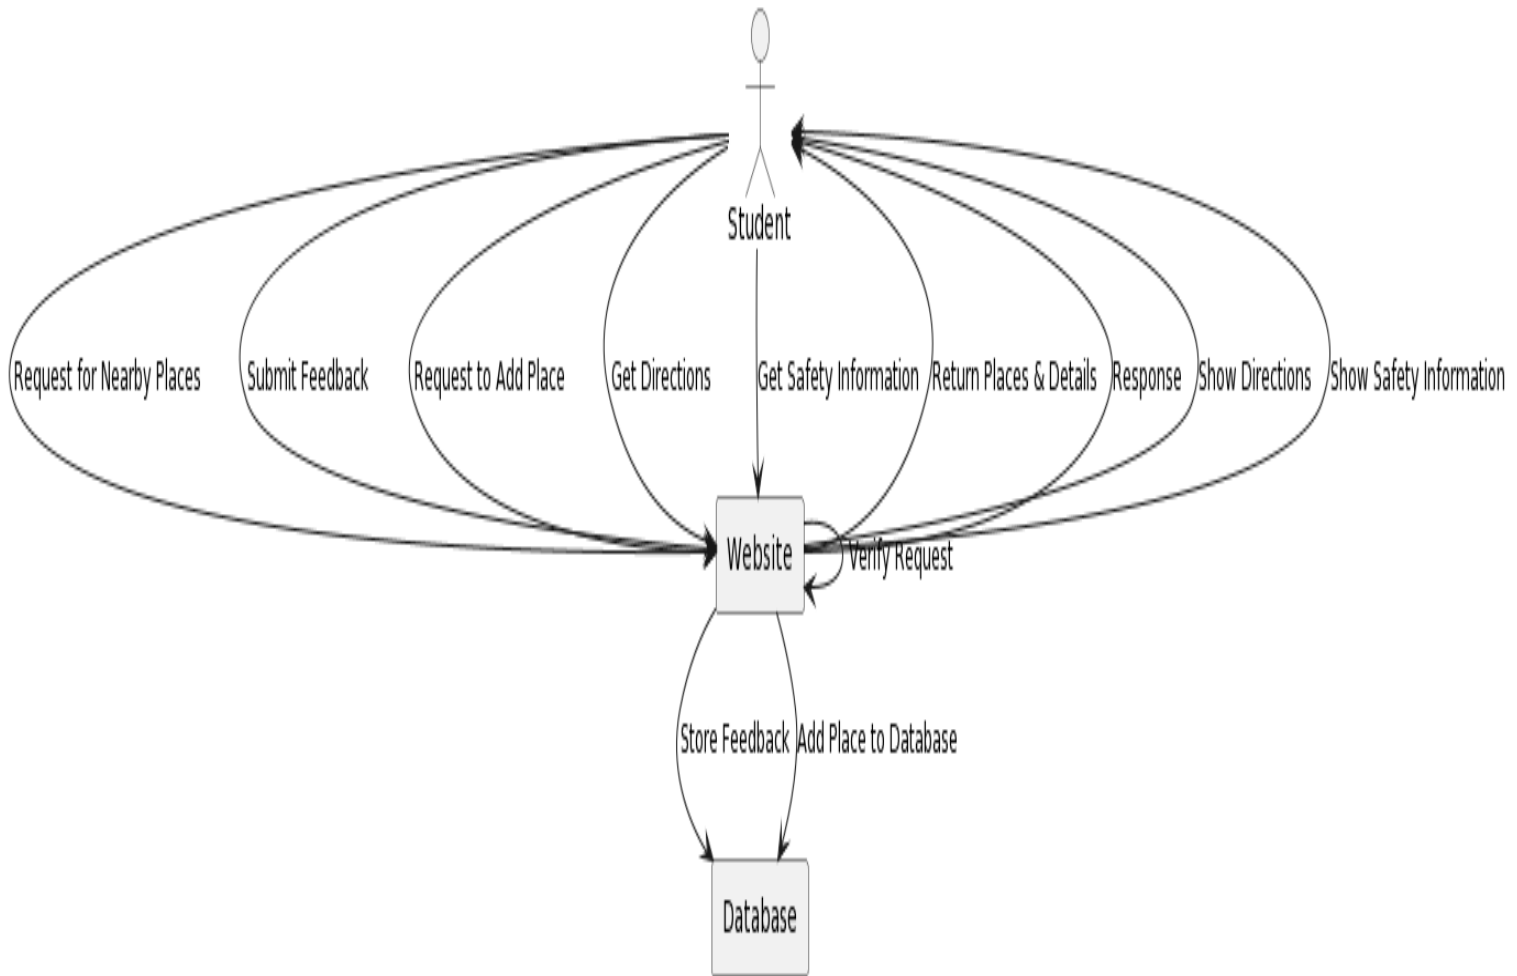 Student
Request for Nearby Places
Submit Feedback
Request to Add Place
Get Directions
Get Safety Information
Return Places & Details
Response
Show Directions
Show Safety Information
Website
Verify Request
Store Feedback
Add Place to Database
Database